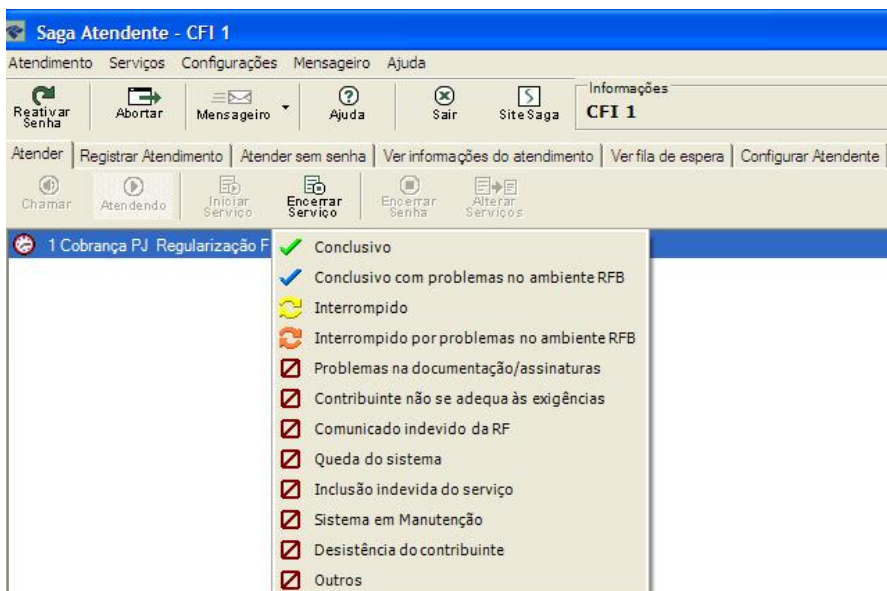 Saga Atendente - CFI 1
Atendimento Serviços Configurações Mensageiro Ajuda
Reativar Senha Abortar Mensageiro Ajuda Sair Site Saga Informações CFI 1
Atender Registrar Atendimento Atender sem senha Ver informações do atendimento Ver fila de espera Configurar Atendente
Chamar Atendendo Iniciar Serviço Encerrar Serviço Encerrar Senha Alterar Serviços
1 Cobrança PJ Regularização F
Conclusivo
Conclusivo com problemas no ambiente RFB
Interrompido
Interrompido por problemas no ambiente RFB
Problemas na documentação/assinaturas
Contribuinte não se adequa às exigências
Comunicado indevido da RF
Queda do sistema
Inclusão indevida do serviço
Sistema em Manutenção
Desistência do contribuinte
Outros